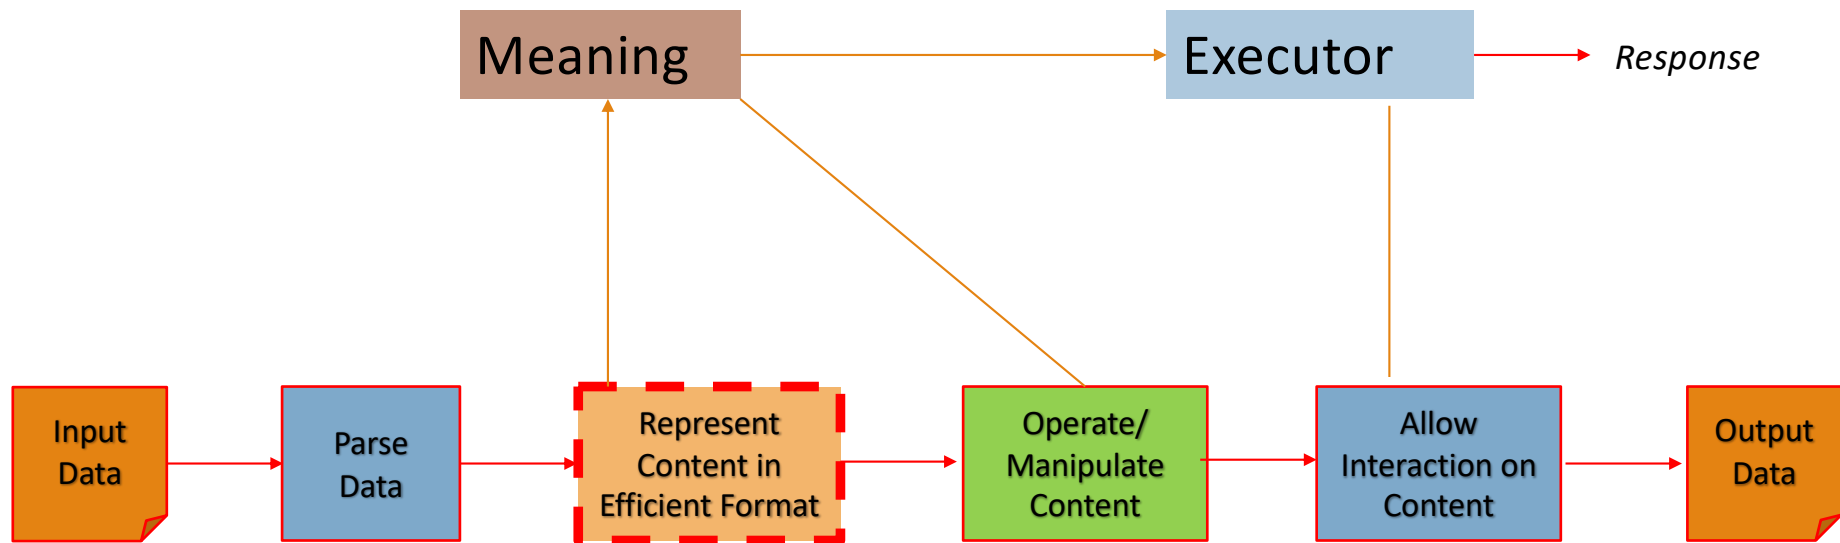 Meaning
Executor
Response
Input
Data
Parse
Data
Represent
Content in
Efficient Format
Operate/
Manipulate
Content
Allow
Interaction on
Content
Output
Data